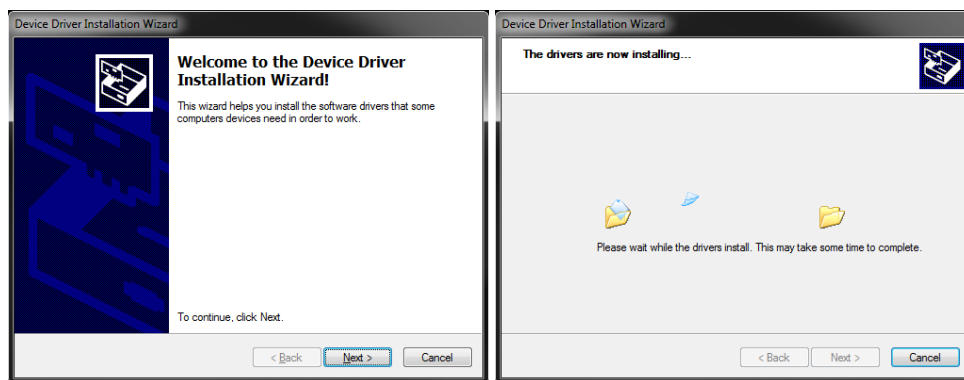 Device Driver Installation Wizard
Welcome to the Device Driver
Installation Wizard!
This wizard helps you install the software drivers that some
computers devices need in order to work.
To continue, click Next.
< Back
Next >
Cancel
Device Driver Installation Wizard
The drivers are now installing...
Please wait while the drivers install. This may take some time to complete.
< Back
Next >
Cancel